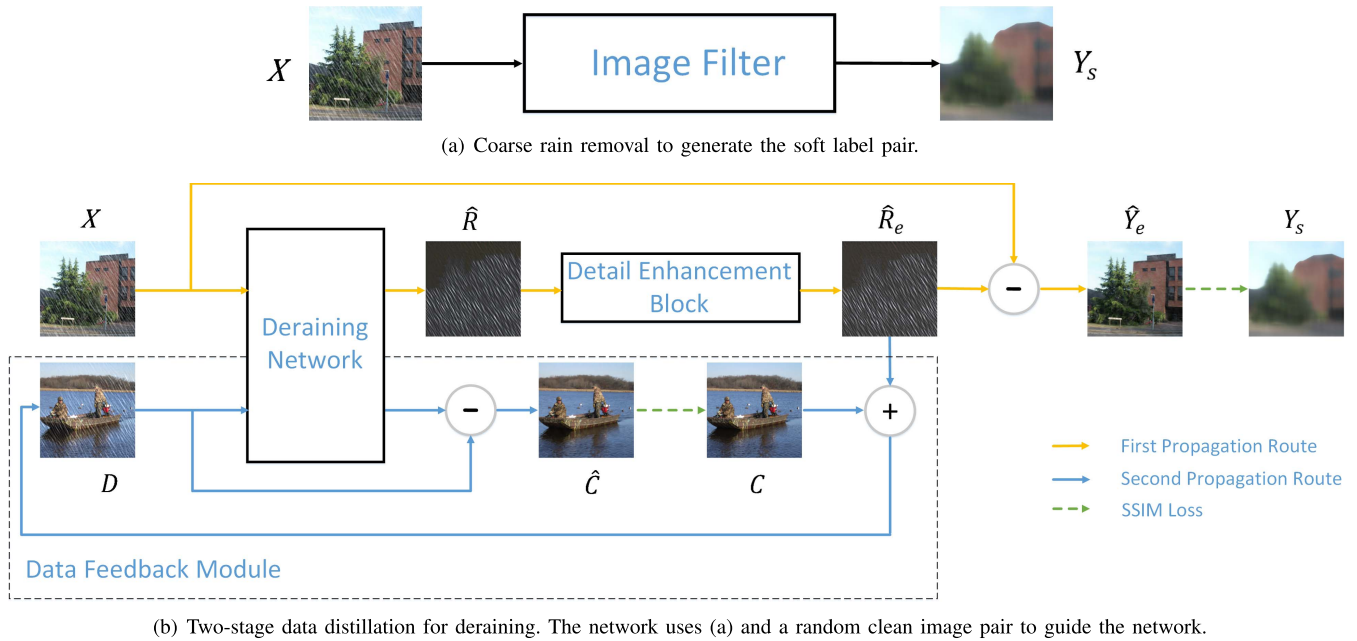 X
Image Filter
Yₛ
(a) Coarse rain removal to generate the soft label pair.
X
R̂
R̂ₑ
Ŷₑ
Yₛ
Detail Enhancement
Block
Deraining
Network
D
Ĉ
C
First Propagation Route
Second Propagation Route
SSIM Loss
Data Feedback Module
(b) Two-stage data distillation for deraining. The network uses (a) and a random clean image pair to guide the network.